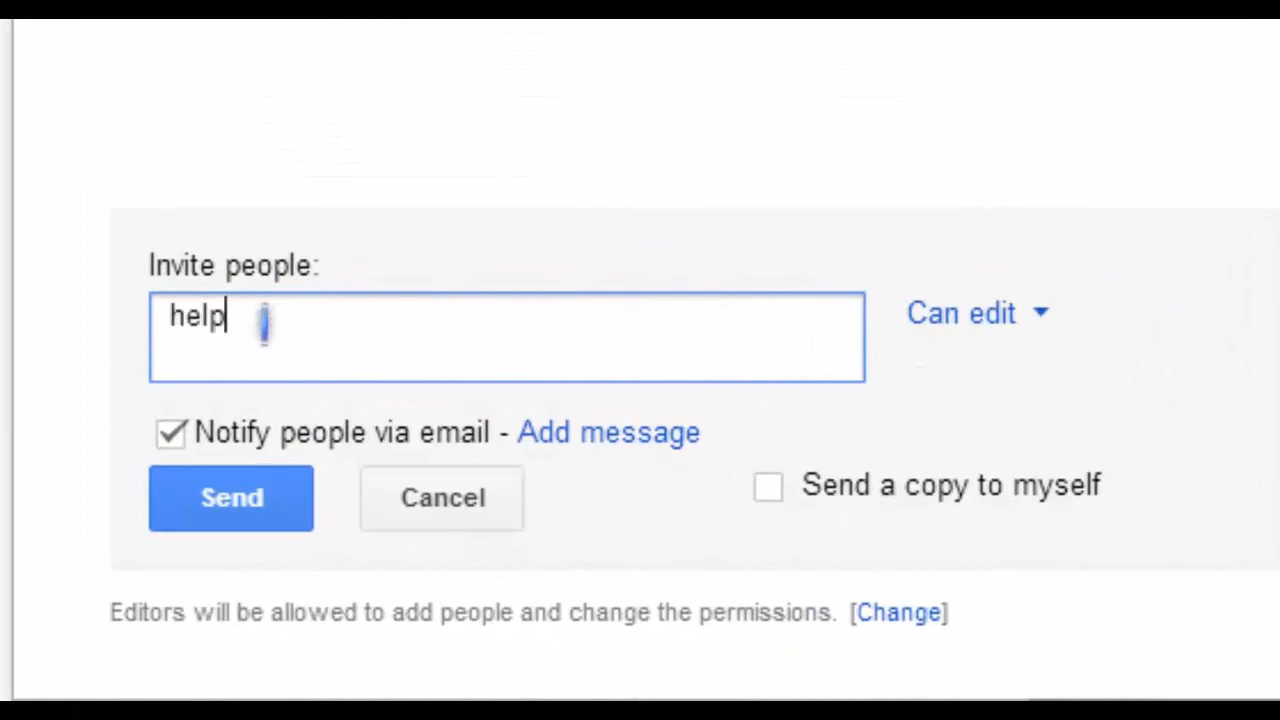 Invite people:
help
Can edit
Notify people via email - Add message
Send
Cancel
Send a copy to myself
Editors will be allowed to add people and change the permissions. [Change]